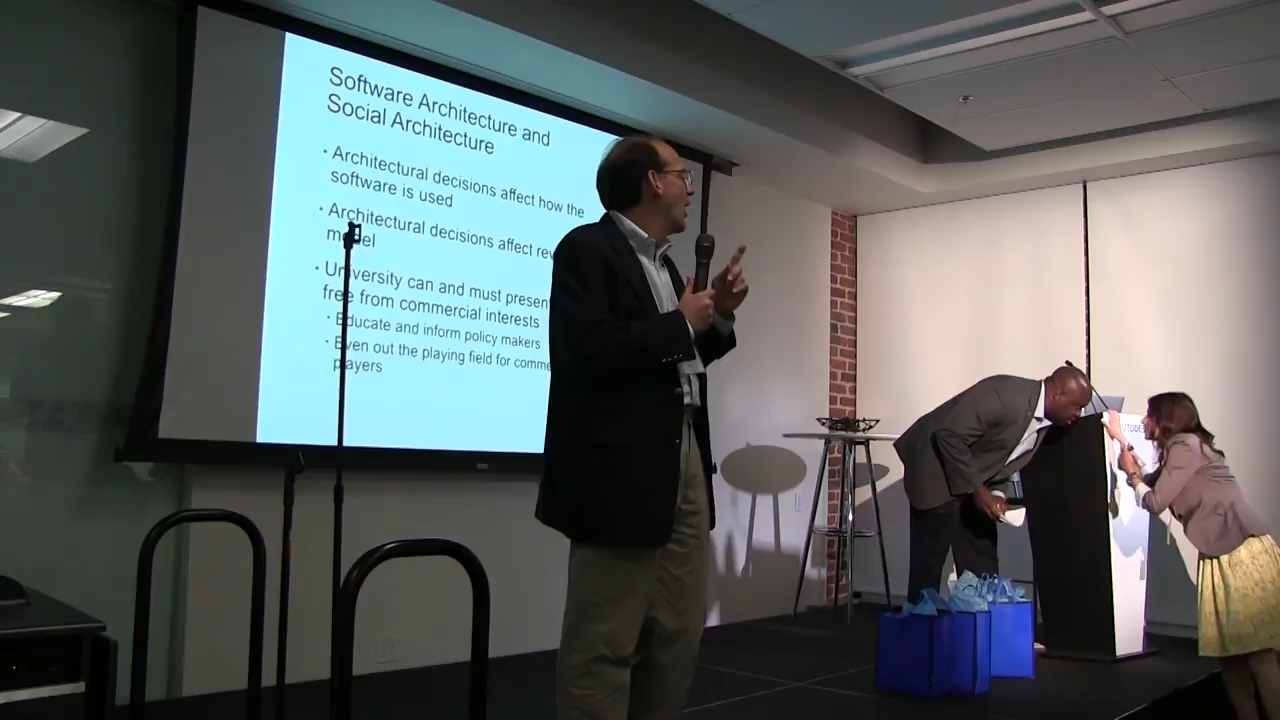 Software Architecture and
Social Architecture
· Architectural decisions affect how the
software is used
· Architectural decisions affect
model
· University can and must present
free from commercial interests
· Educate and inform policy makers
· Even out the playing field for
players